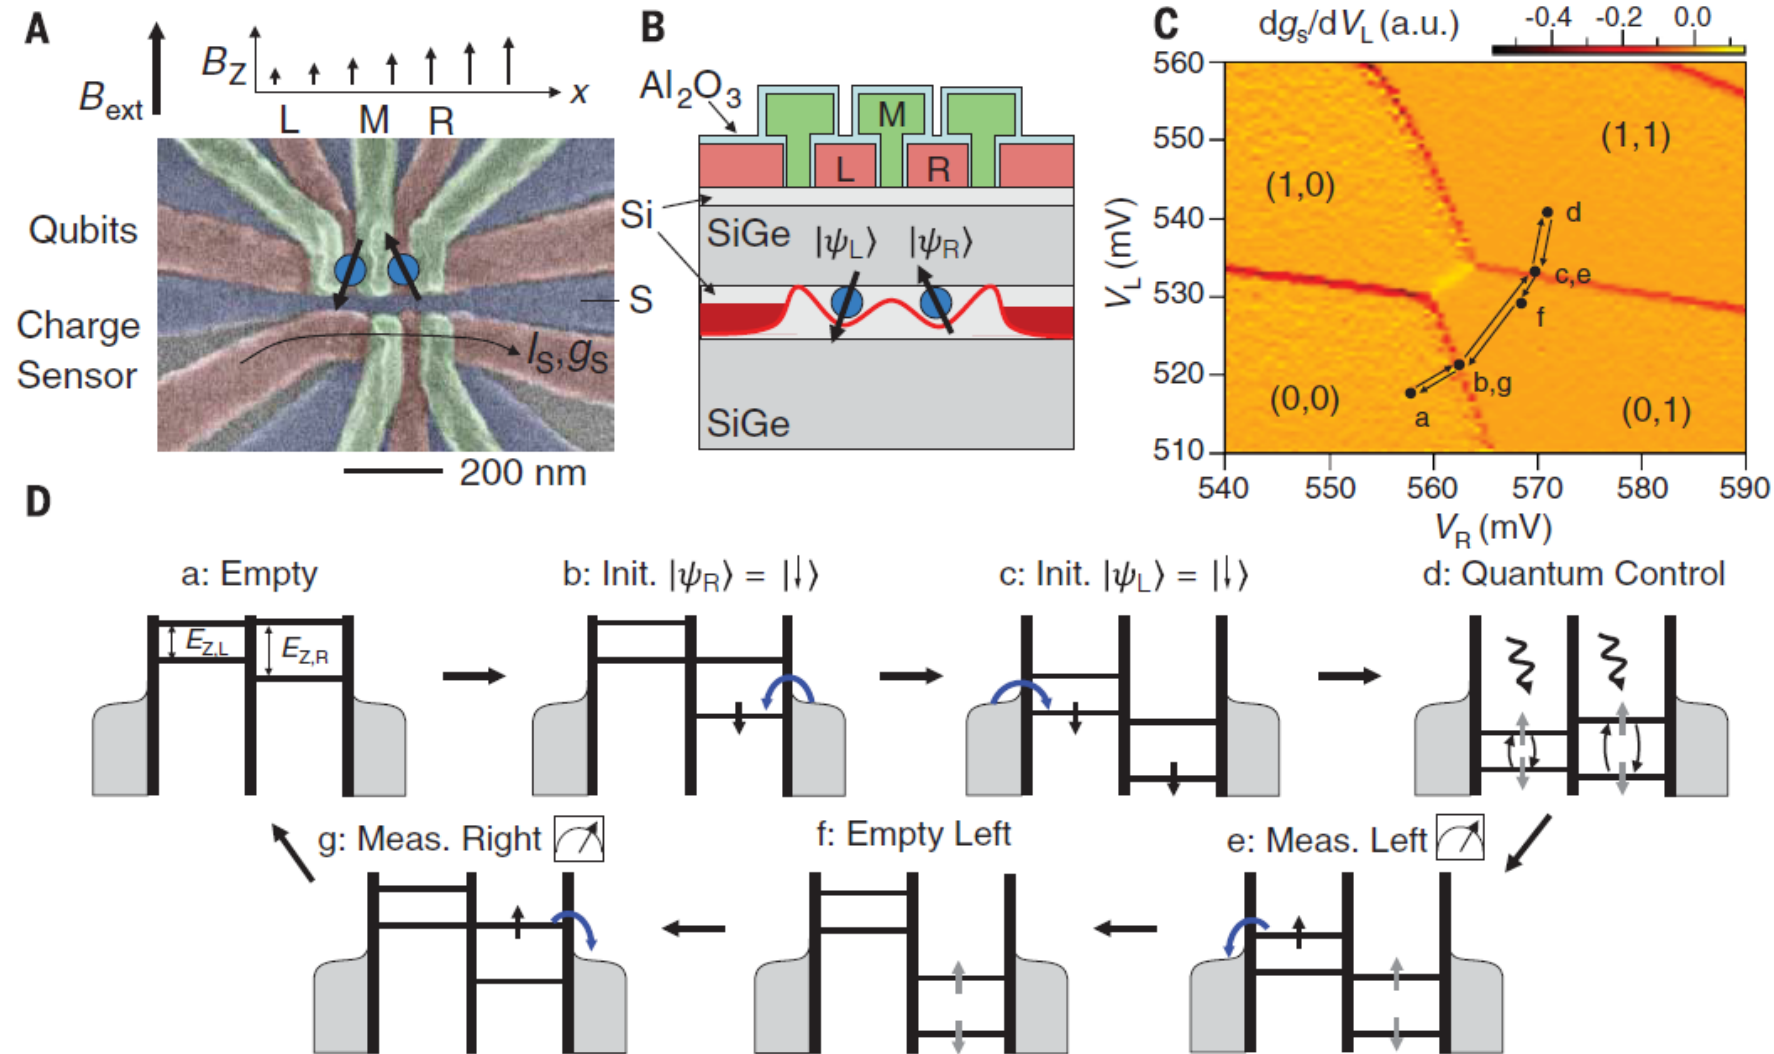 A
B_ext
B_Z
x
L M R
Qubits
Charge
Sensor
S
I_S,g_S
200 nm
B
Al₂O₃
M
L R
Si
SiGe
|ψ_L⟩ |ψ_R⟩
SiGe
C
dg_s/dV_L (a.u.)
-0.4 -0.2 0.0
V_L (mV)
560
550
540
530
520
510
(1,1)
(1,0)
d
c,e
f
b,g
a
(0,0)
(0,1)
540 550 560 570 580 590
V_R (mV)
D
a: Empty
E_Z,L E_Z,R
b: Init. |ψ_R⟩ = |↓⟩
c: Init. |ψ_L⟩ = |↓⟩
d: Quantum Control
g: Meas. Right
f: Empty Left
e: Meas. Left